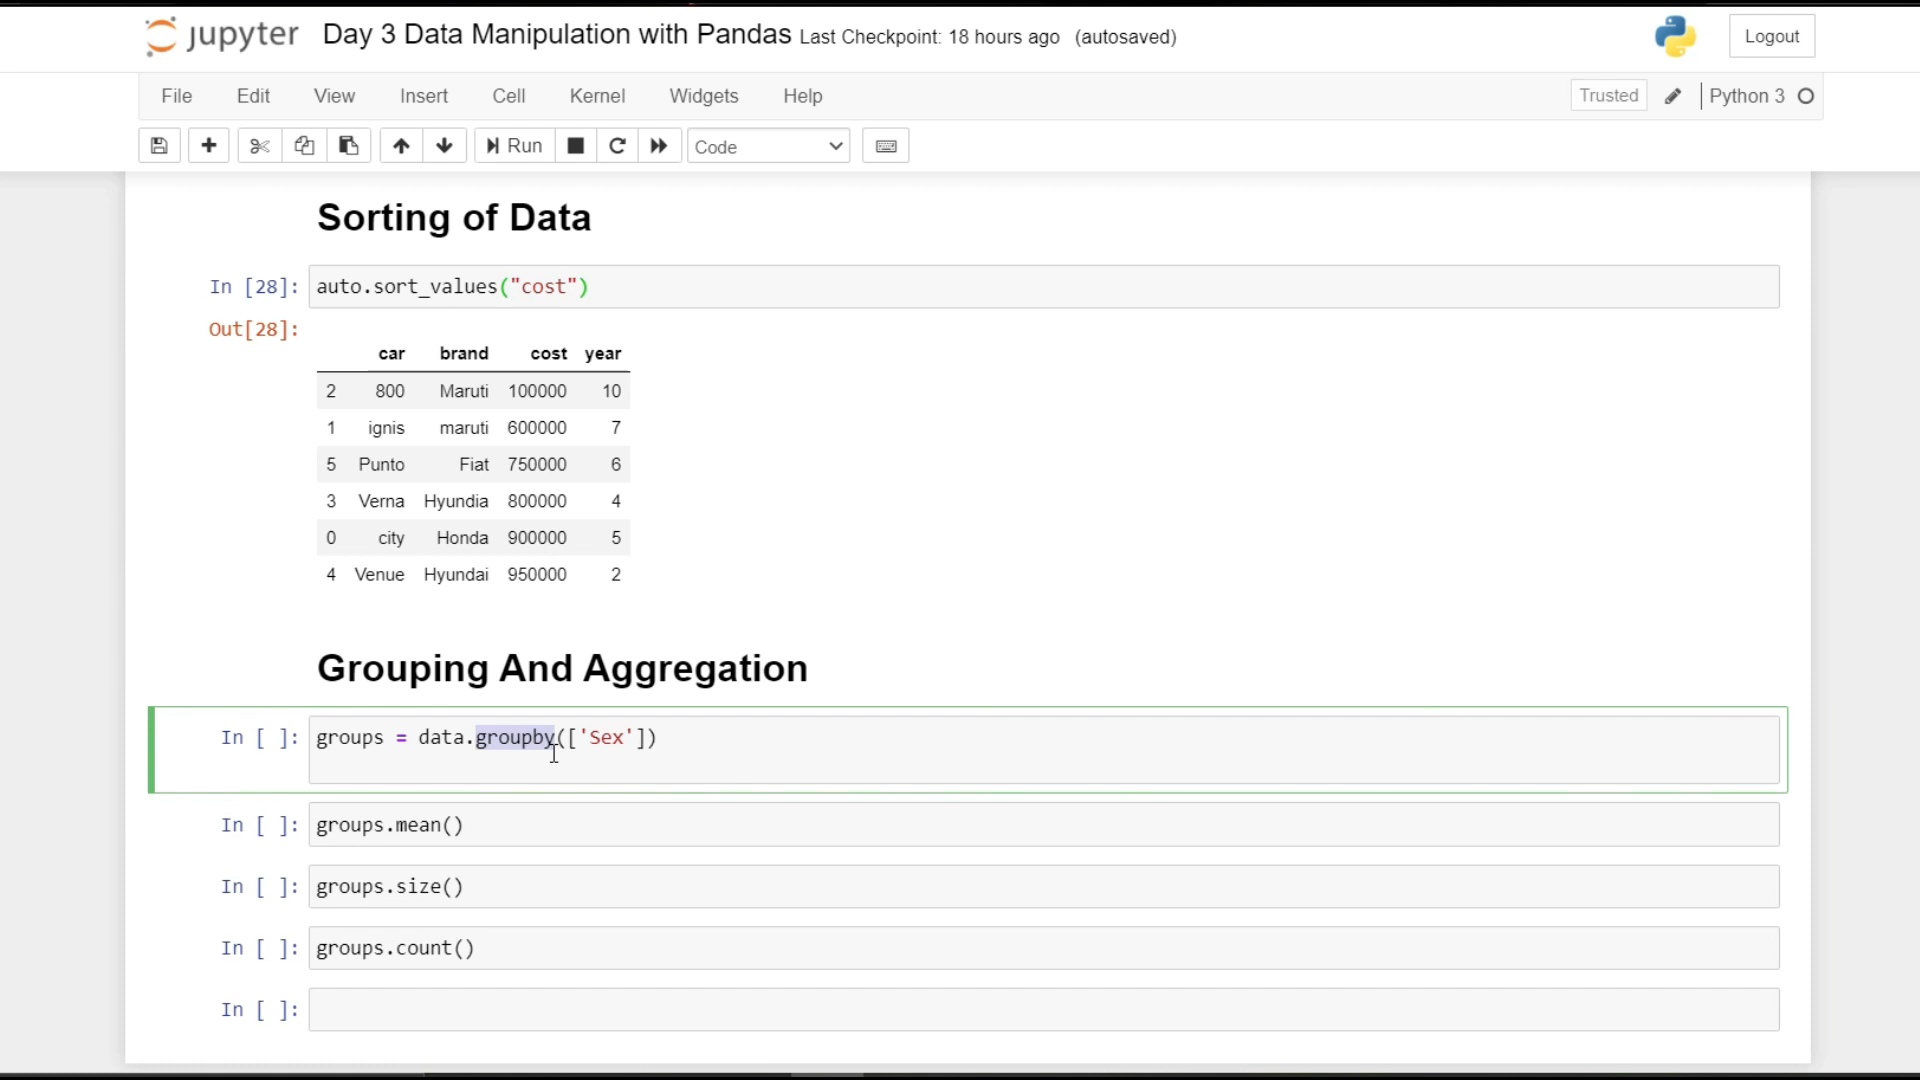 jupyter Day 3 Data Manipulation with Pandas Last Checkpoint: 18 hours ago (autosaved) Logout
File Edit View Insert Cell Kernel Widgets Help Trusted Python 3
Run Code
Sorting of Data
In [28]: auto.sort_values("cost")
Out[28]:
car brand cost year
2 800 Maruti 100000 10
1 ignis maruti 600000 7
5 Punto Fiat 750000 6
3 Verna Hyundia 800000 4
0 city Honda 900000 5
4 Venue Hyundai 950000 2
Grouping And Aggregation
In [ ]: groups = data.groupby(['Sex'])
In [ ]: groups.mean()
In [ ]: groups.size()
In [ ]: groups.count()
In [ ]: